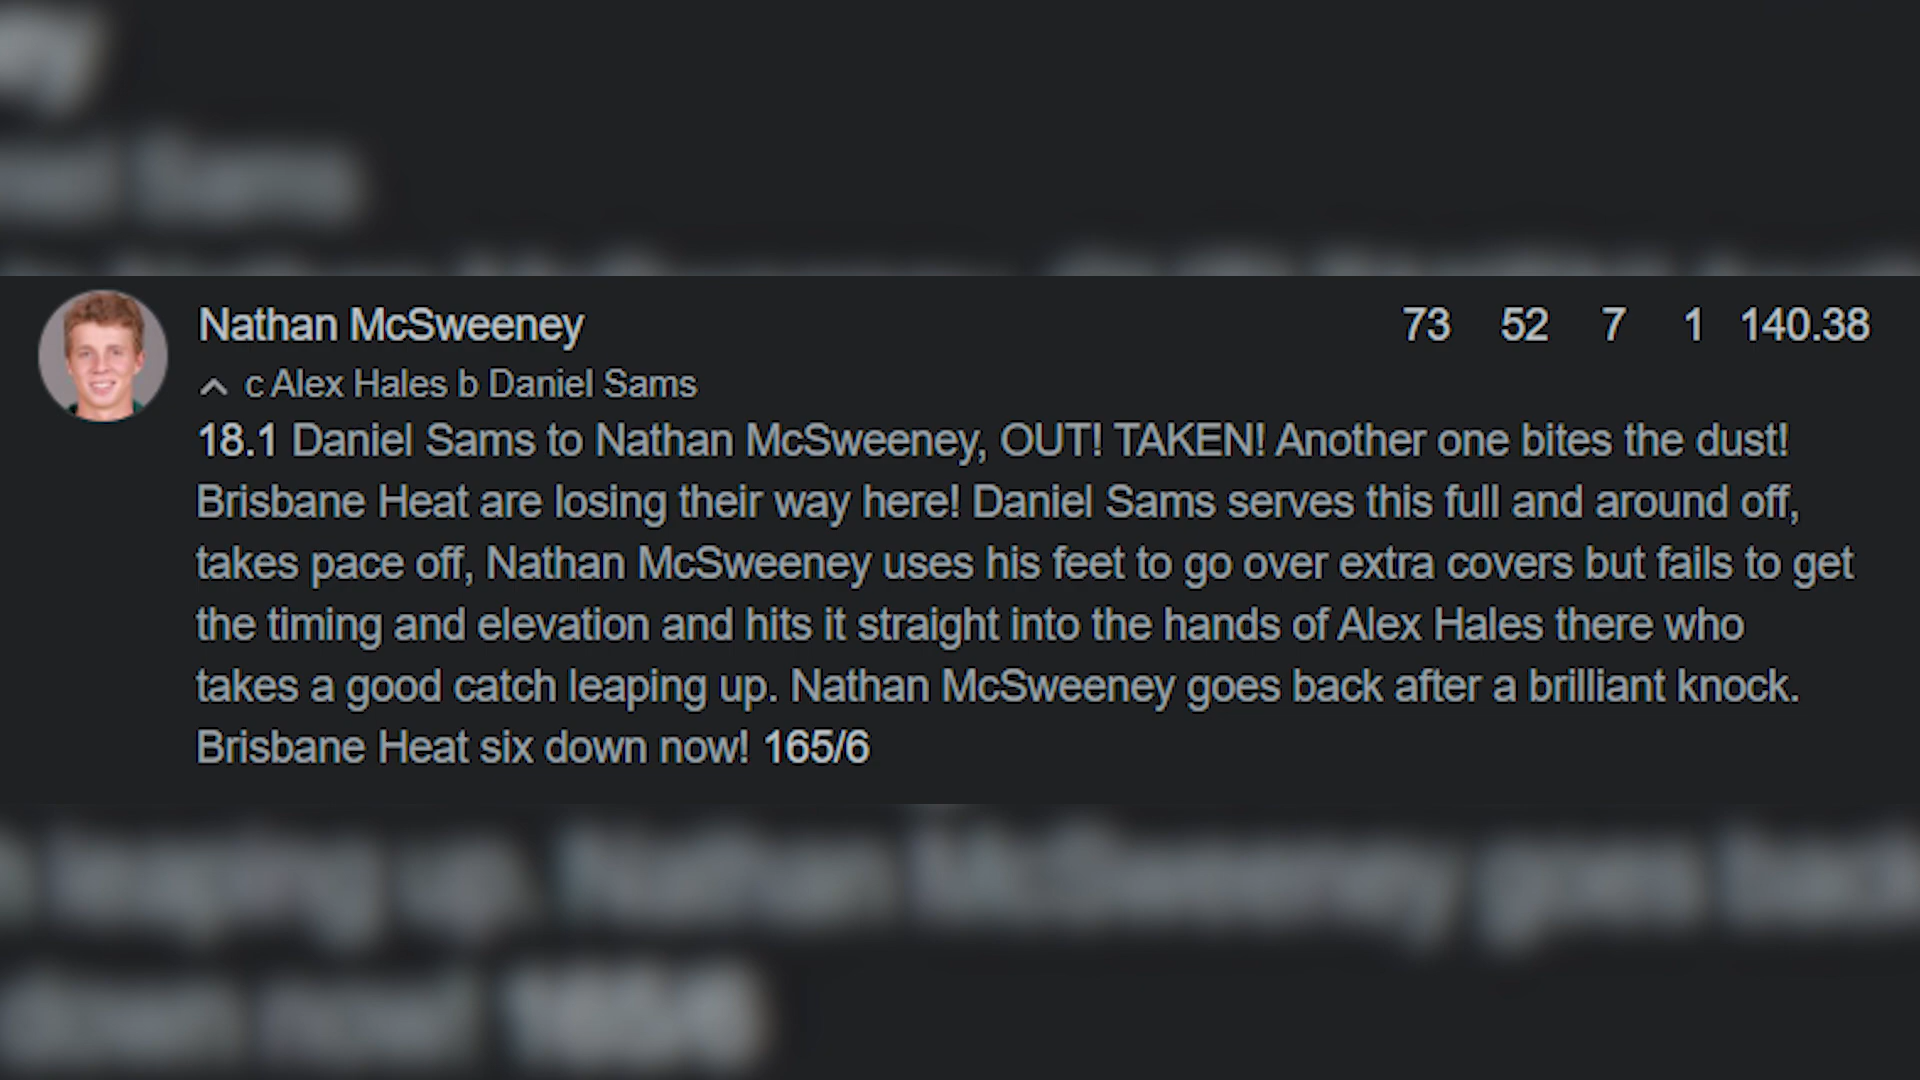 Nathan McSweeney 73 52 7 1 140.38
c Alex Hales b Daniel Sams
18.1 Daniel Sams to Nathan McSweeney, OUT! TAKEN! Another one bites the dust!
Brisbane Heat are losing their way here! Daniel Sams serves this full and around off,
takes pace off, Nathan McSweeney uses his feet to go over extra covers but fails to get
the timing and elevation and hits it straight into the hands of Alex Hales there who
takes a good catch leaping up. Nathan McSweeney goes back after a brilliant knock.
Brisbane Heat six down now! 165/6